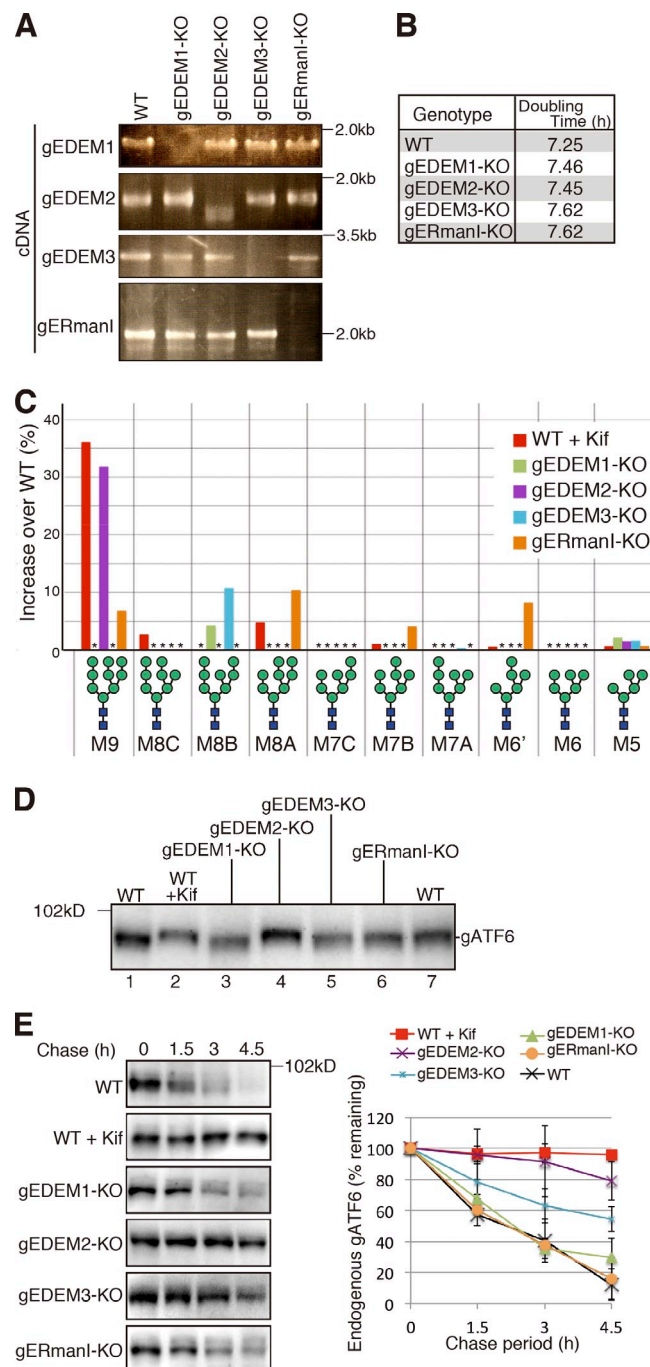 A
WT
gEDEM1-KO
gEDEM2-KO
gEDEM3-KO
gERmanI-KO
cDNA
gEDEM1
2.0kb
gEDEM2
2.0kb
gEDEM3
3.5kb
gERmanI
2.0kb
B
Genotype Doubling Time (h)
WT 7.25
gEDEM1-KO 7.46
gEDEM2-KO 7.45
gEDEM3-KO 7.62
gERmanI-KO 7.62
C
Increase over WT (%)
40
30
20
10
0
WT + Kif
gEDEM1-KO
gEDEM2-KO
gEDEM3-KO
gERmanI-KO
* * * * * * * * * * * * * * * * * * * * * * * * * * * * * * * * *
M9 M8C M8B M8A M7C M7B M7A M6' M6 M5
D
gEDEM3-KO
gEDEM2-KO
gEDEM1-KO
gERmanI-KO
WT
WT +Kif
WT
102kD
gATF6
1 2 3 4 5 6 7
E
Chase (h) 0 1.5 3 4.5
102kD
WT
WT + Kif
gEDEM1-KO
gEDEM2-KO
gEDEM3-KO
gERmanI-KO
WT + Kif
gEDEM1-KO
gEDEM2-KO
gERmanI-KO
gEDEM3-KO
WT
Endogenous gATF6 (% remaining)
120
100
80
60
40
20
0
0 1.5 3 4.5
Chase period (h)